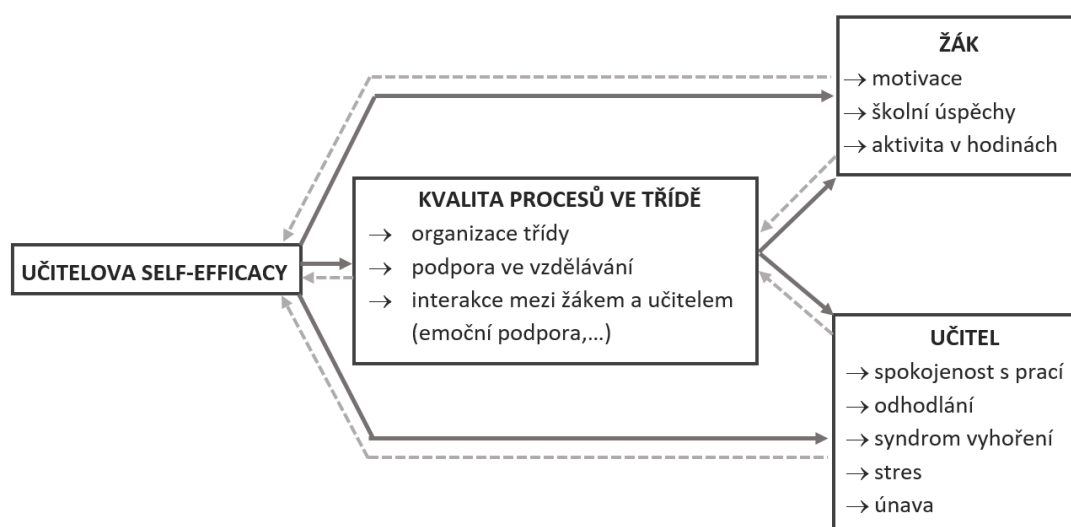 ŽÁK
→ motivace
→ školní úspěchy
→ aktivita v hodinách
KVALITA PROCESŮ VE TŘÍDĚ
→ organizace třídy
→ podpora ve vzdělávání
→ interakce mezi žákem a učitelem
(emoční podpora,…)
UČITELOVA SELF-EFFICACY
UČITEL
→ spokojenost s prací
→ odhodlání
→ syndrom vyhoření
→ stres
→ únava